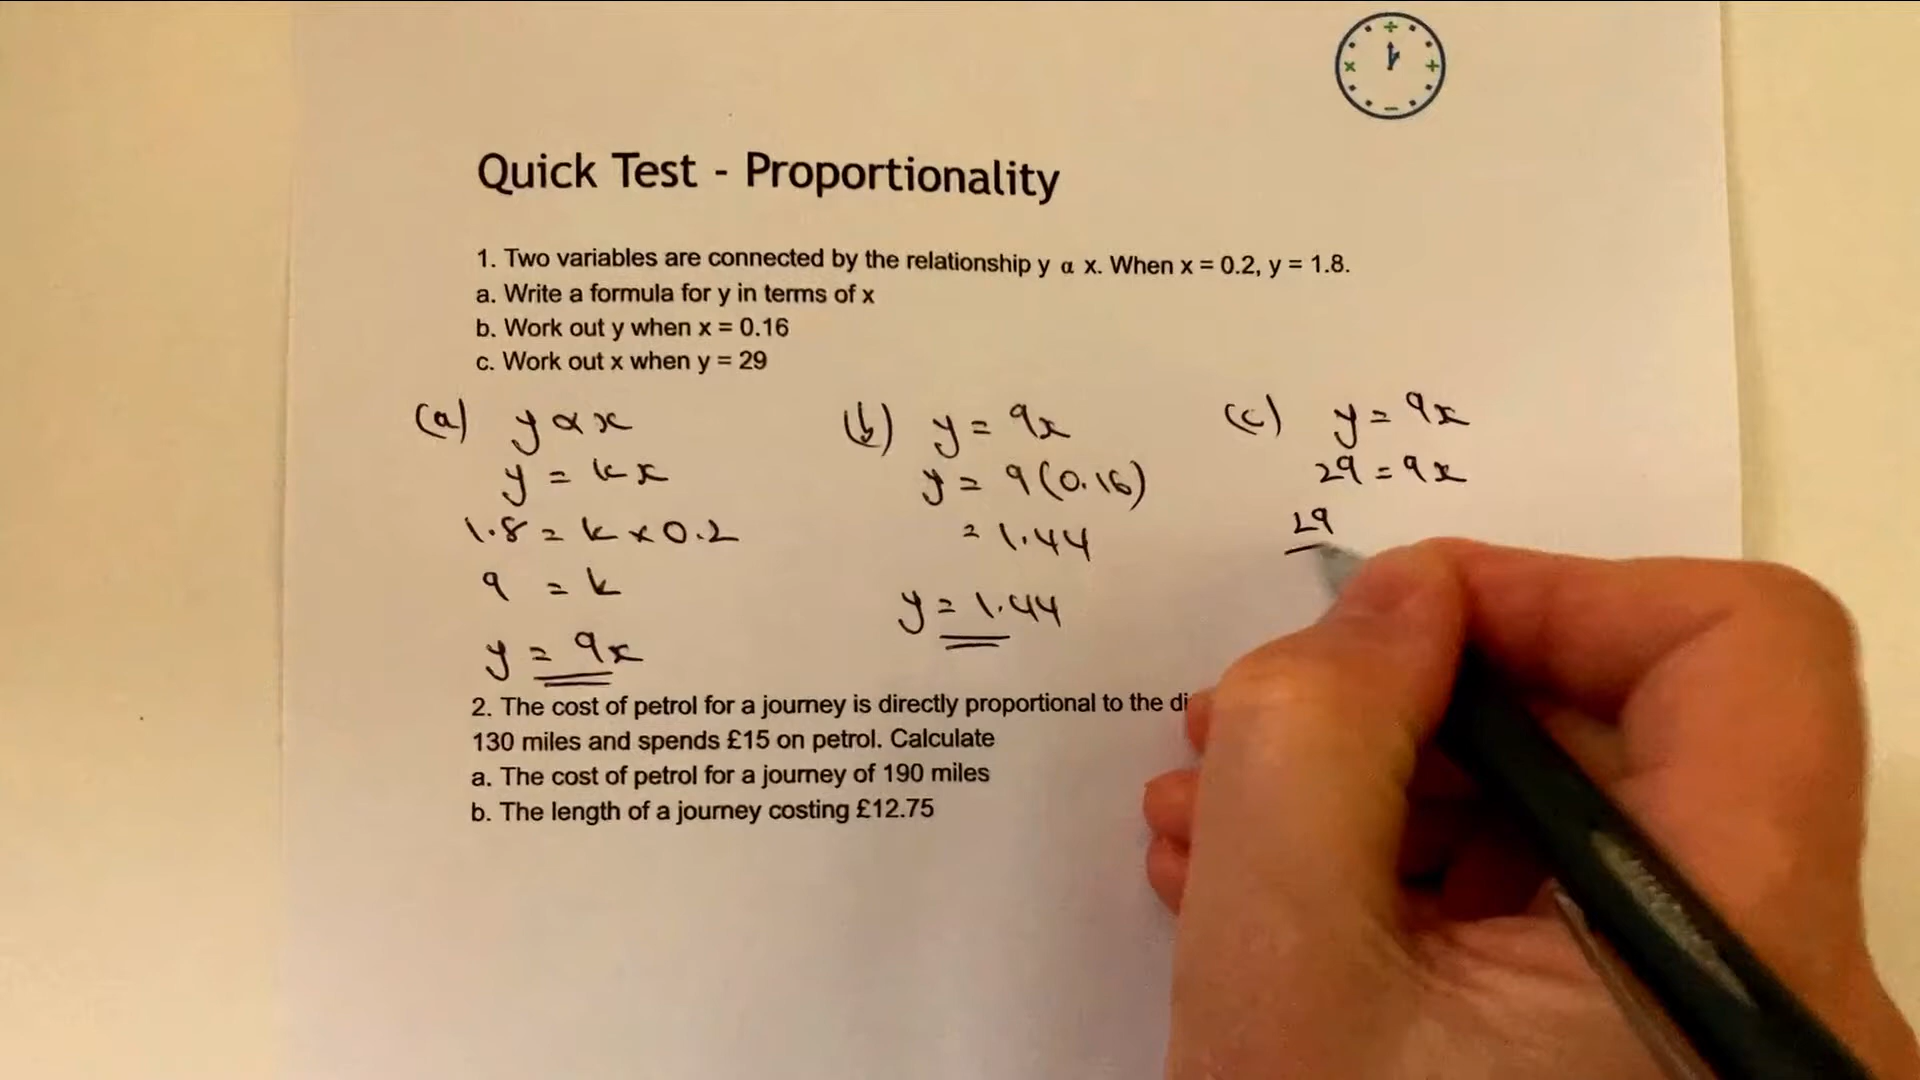 Quick Test - Proportionality
1. Two variables are connected by the relationship y α x. When x = 0.2, y = 1.8.
a. Write a formula for y in terms of x
b. Work out y when x = 0.16
c. Work out x when y = 29
(a) y ∝ x
y = kx
1.8 = k × 0.2
9 = k
y = 9x
(b) y = 9x
y = 9(0.16)
= 1.44
y = 1.44
(c) y = 9x
29 = 9x
29
2. The cost of petrol for a journey is directly proportional to the
130 miles and spends £15 on petrol. Calculate
a. The cost of petrol for a journey of 190 miles
b. The length of a journey costing £12.75